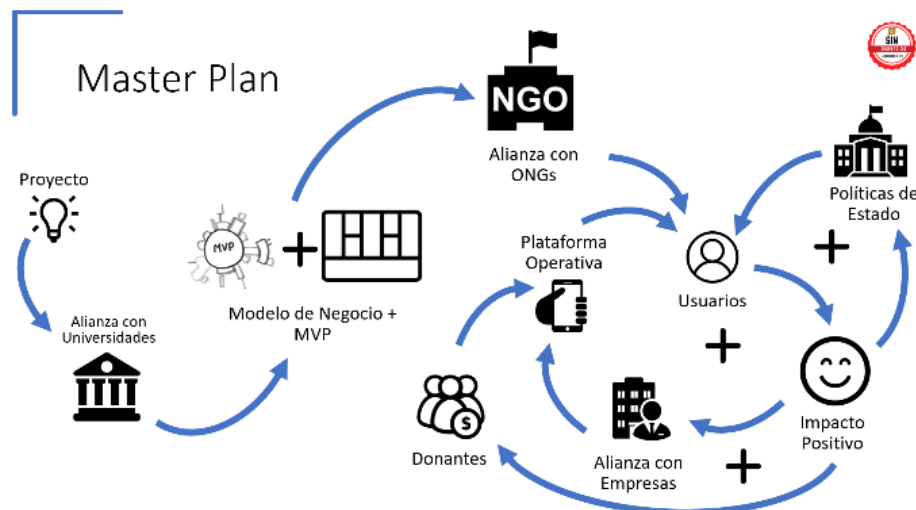 Master Plan
SIN
NGO
Alianza con
ONGs
Políticas de
Estado
Proyecto
MVP
Plataforma
Operativa
Usuarios
Modelo de Negocio +
MVP
Alianza con
Universidades
$
Donantes
Alianza con
Empresas
Impacto
Positivo